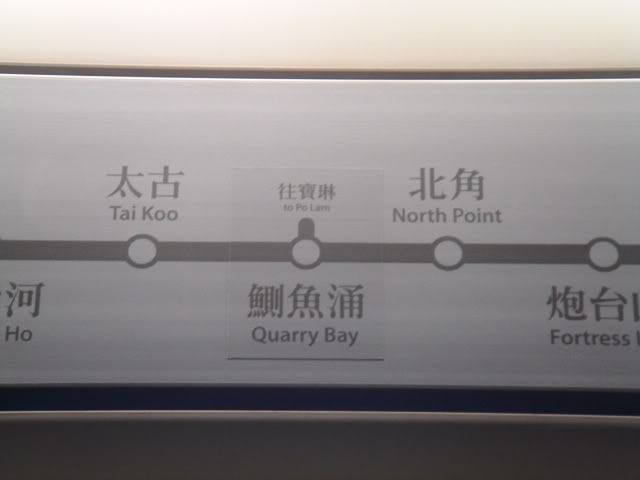 太古
Tai Koo
往寶琳
to Po Lam
北角
North Point
河
Ho
鰂魚涌
Quarry Bay
炮台
Fortress